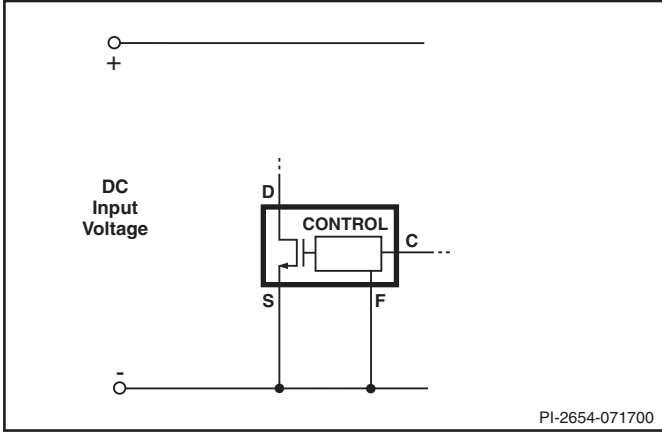 +
DC
Input
Voltage
D
CONTROL
C
S
F
-
PI-2654-071700